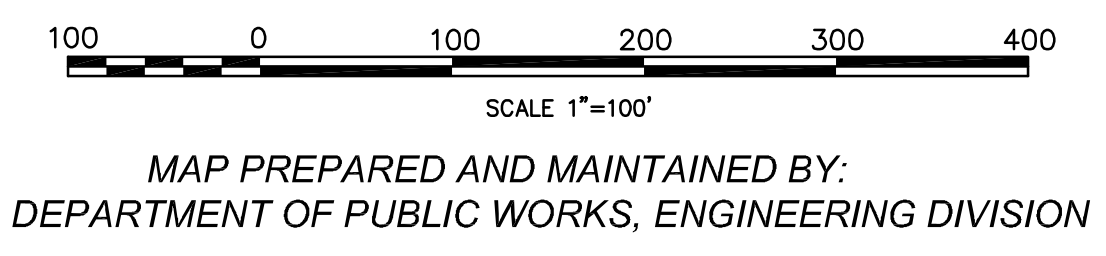 100 0 100 200 300 400
SCALE 1"=100'
MAP PREPARED AND MAINTAINED BY:
DEPARTMENT OF PUBLIC WORKS, ENGINEERING DIVISION